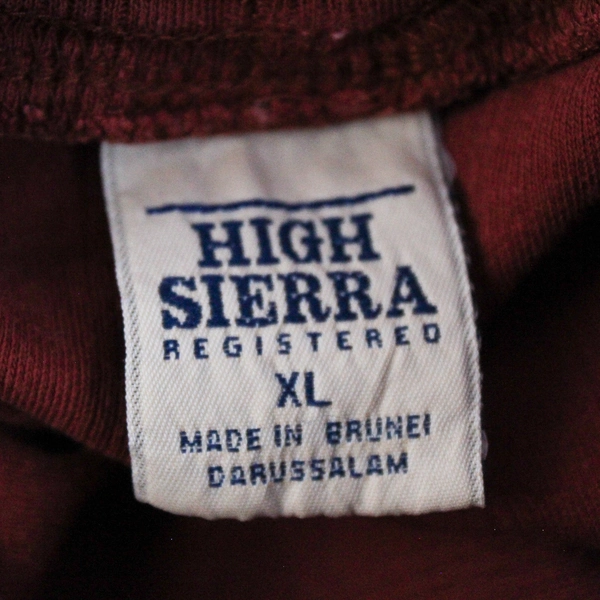 HIGH
SIERRA
REGISTERED
XL
MADE IN BRUNEI
DARUSSALAM